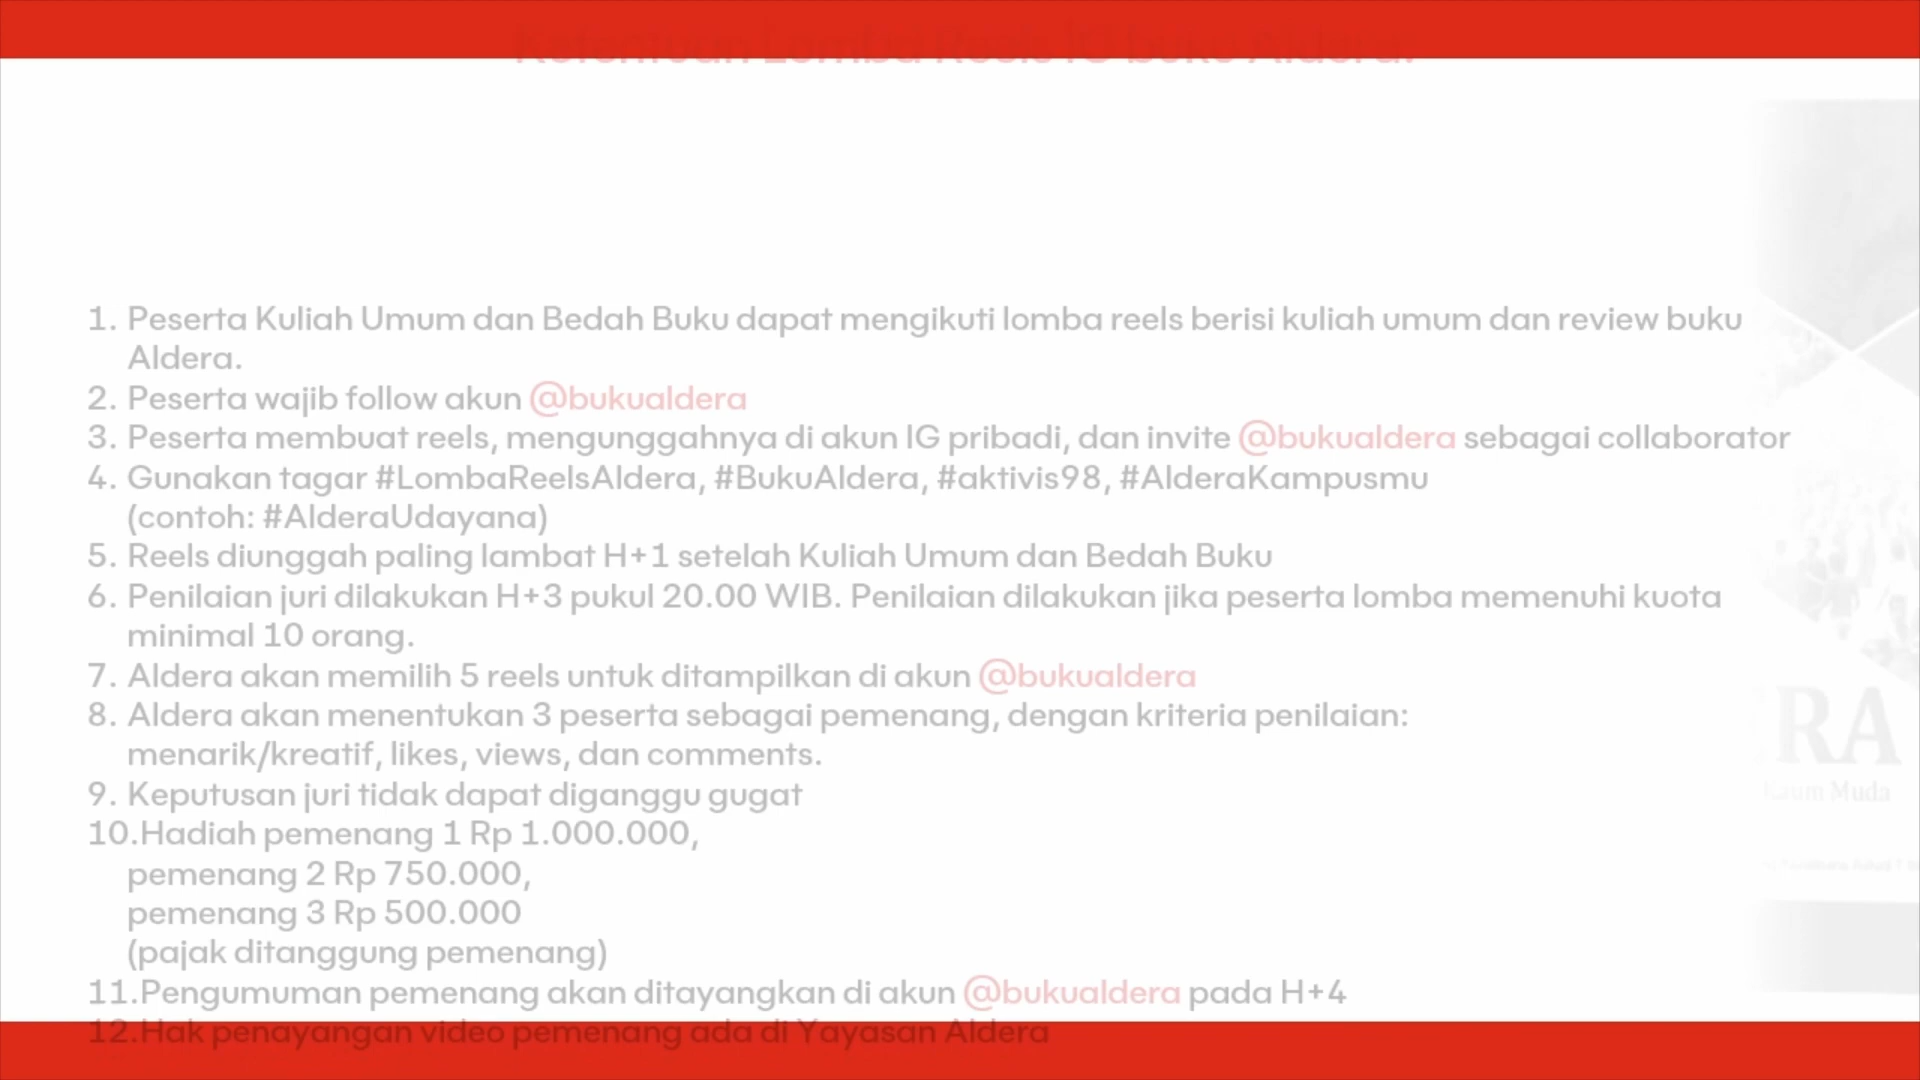 Ketentuan Lomba Reels IG buku Aldera:
1. Peserta Kuliah Umum dan Bedah Buku dapat mengikuti lomba reels berisi kuliah umum dan review buku
Aldera.
2. Peserta wajib follow akun @bukualdera
3. Peserta membuat reels, mengunggahnya di akun IG pribadi, dan invite @bukualdera sebagai collaborator
4. Gunakan tagar #LombaReelsAldera, #BukuAldera, #aktivis98, #AlderaKampusmu
(contoh: #AlderaUdayana)
5. Reels diunggah paling lambat H+1 setelah Kuliah Umum dan Bedah Buku
6. Penilaian juri dilakukan H+3 pukul 20.00 WIB. Penilaian dilakukan jika peserta lomba memenuhi kuota
minimal 10 orang.
7. Aldera akan memilih 5 reels untuk ditampilkan di akun @bukualdera
8. Aldera akan menentukan 3 peserta sebagai pemenang, dengan kriteria penilaian:
menarik/kreatif, likes, views, dan comments.
RA
Kaum Muda
9. Keputusan juri tidak dapat diganggu gugat
10.Hadiah pemenang 1 Rp 1.000.000,
pemenang 2 Rp 750.000,
pemenang 3 Rp 500.000
(pajak ditanggung pemenang)
11.Pengumuman pemenang akan ditayangkan di akun @bukualdera pada H+4
12.Hak penayangan video pemenang ada di Yayasan Aldera